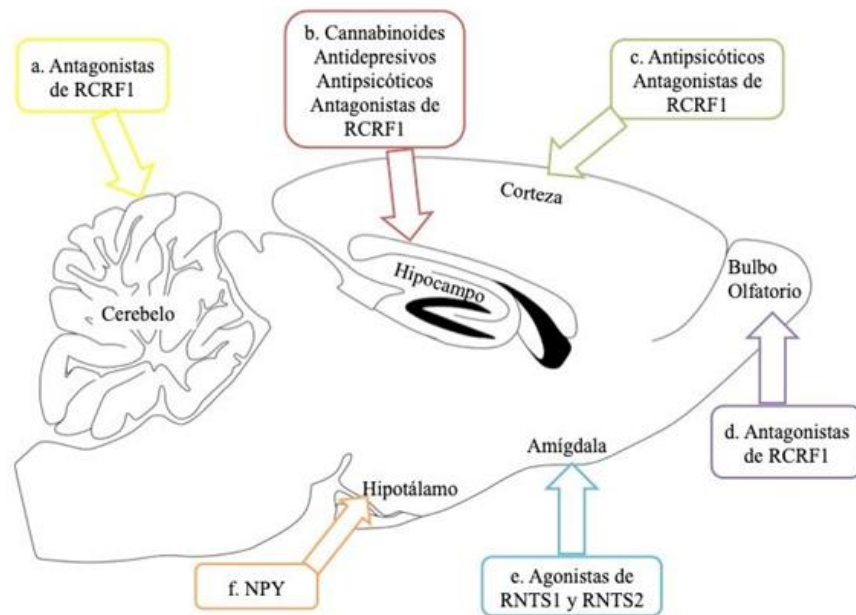 a. Antagonistas
de RCRF1
b. Cannabinoides
Antidepresivos
Antipsicóticos
Antagonistas de
RCRF1
c. Antipsicóticos
Antagonistas de
RCRF1
Corteza
Hipocampo
Cerebelo
Bulbo
Olfatorio
d. Antagonistas
de RCRF1
Amígdala
Hipotálamo
f. NPY
e. Agonistas de
RNTS1 y RNTS2